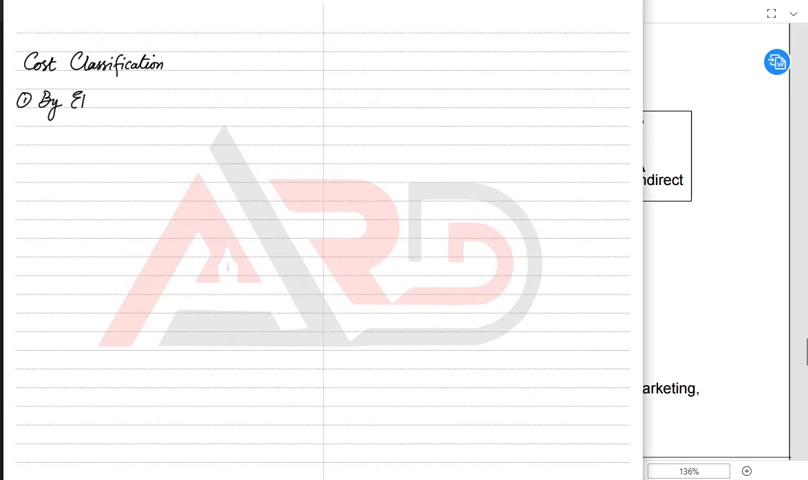 Cost Classification
① By El
ndirect
arketing,
136%